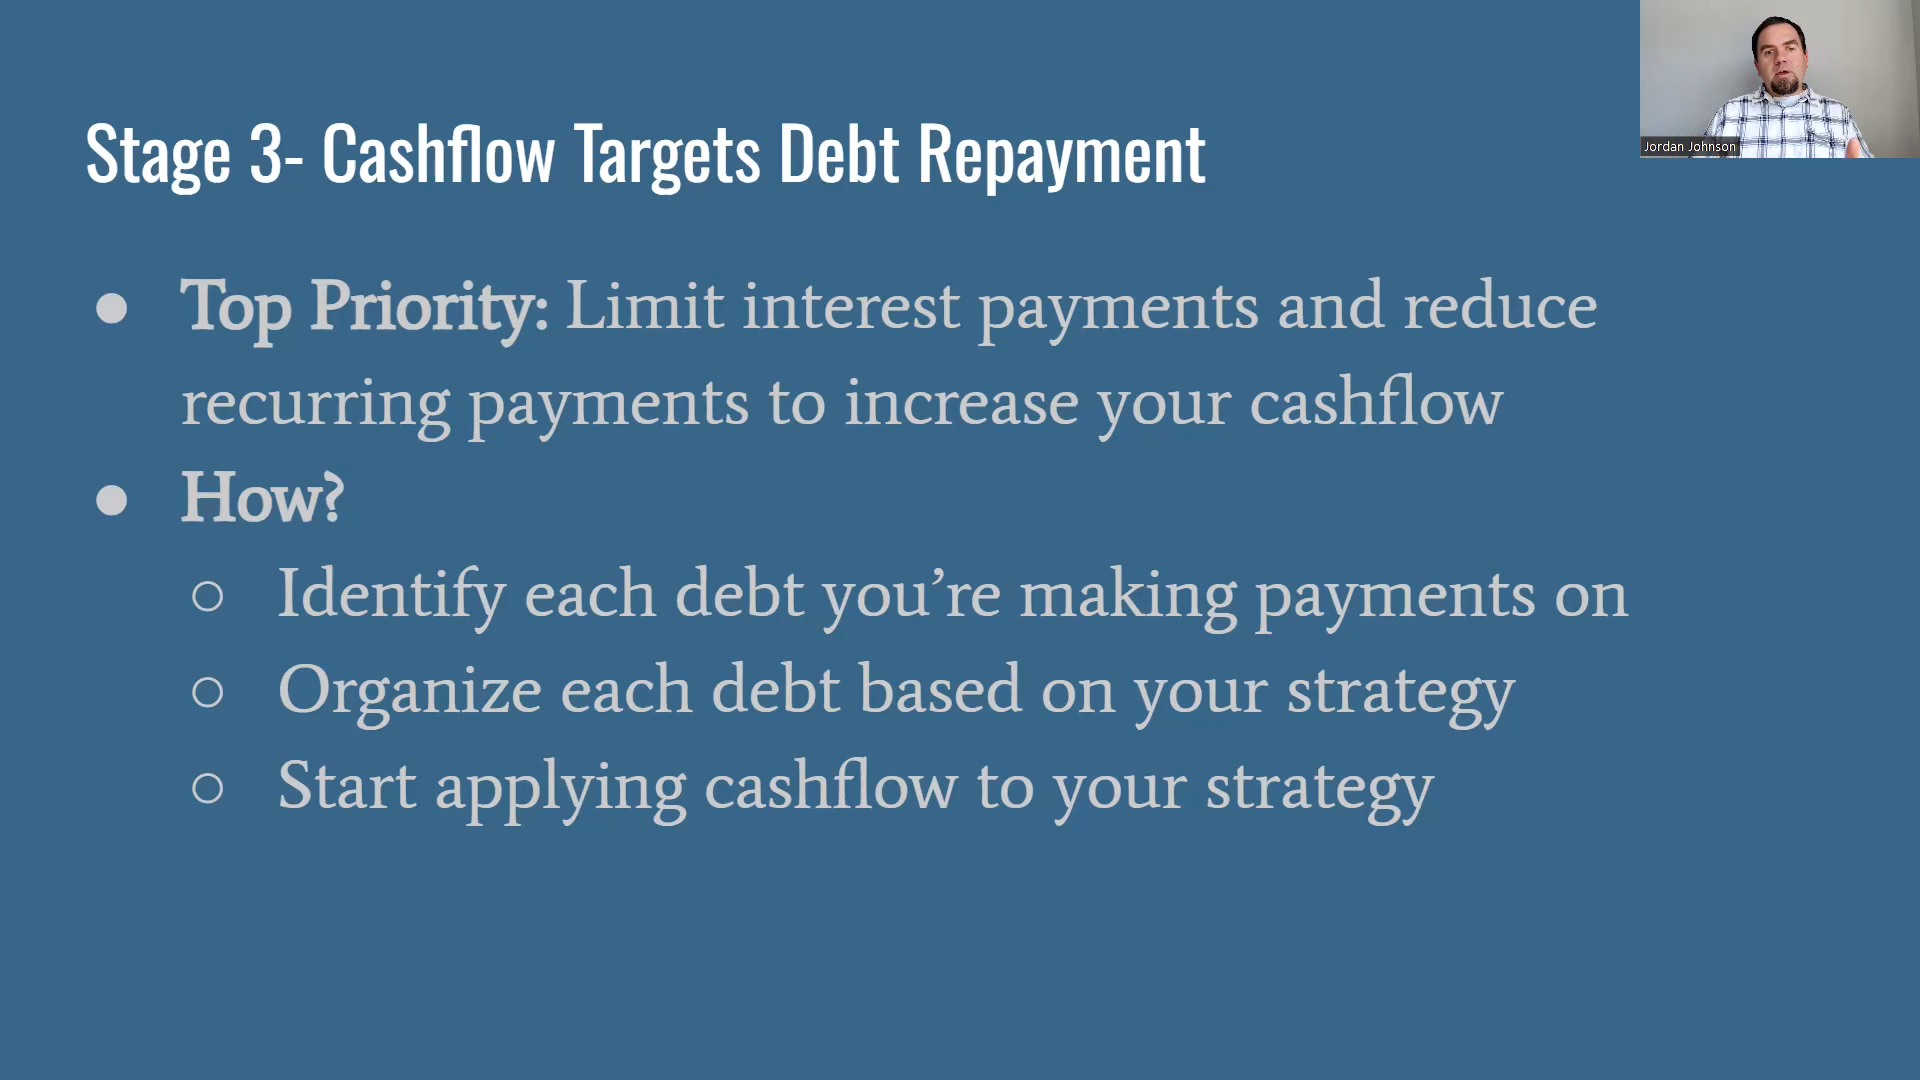 Jordan Johnson
Stage 3- Cashflow Targets Debt Repayment
● Top Priority: Limit interest payments and reduce
recurring payments to increase your cashflow
● How?
○ Identify each debt you’re making payments on
○ Organize each debt based on your strategy
○ Start applying cashflow to your strategy